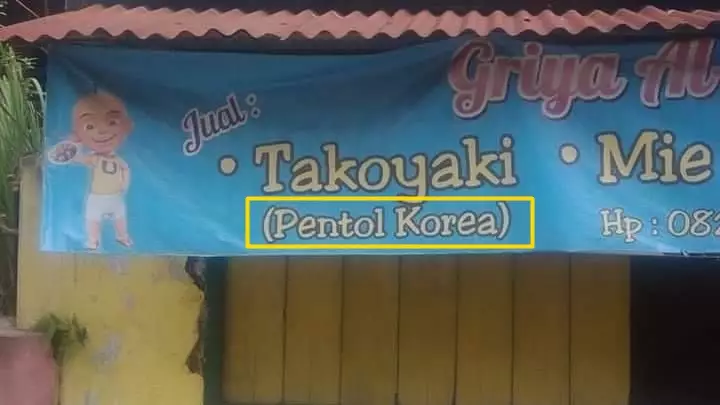 Griya Al
Jual :
• Takoyaki • Mie
(Pentol Korea)
Hp : 082
U